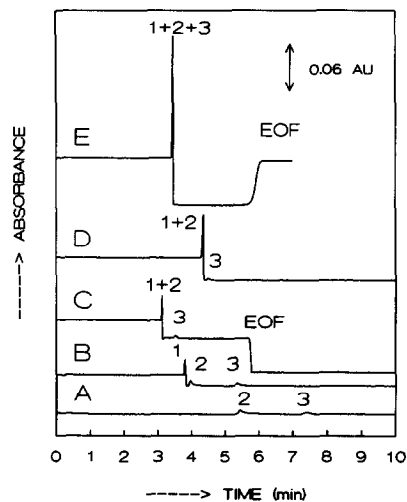 1+2+3
0.06 AU
E
EOF
1+2
D
3
1+2
C
3
EOF
B
1
2
3
A
2
3
0 1 2 3 4 5 6 7 8 9 10
-----> TIME (min)
-----> ABSORBANCE